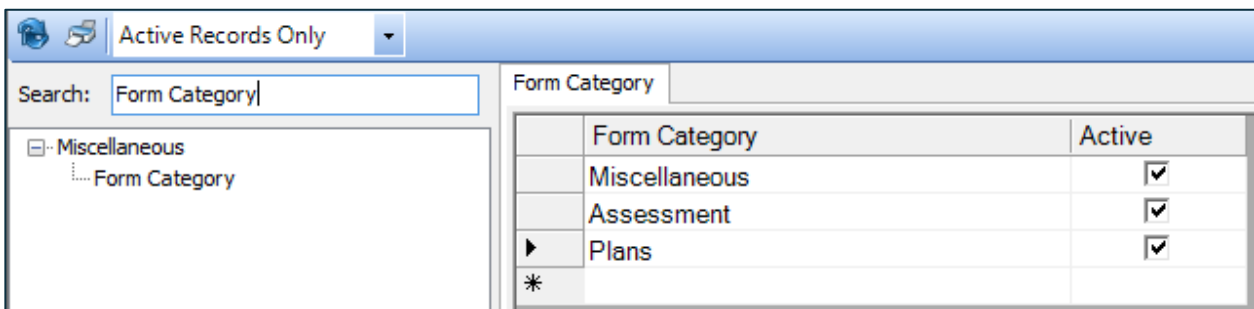 Active Records Only
Search: Form Category
Miscellaneous
Form Category
Form Category
Form Category Active
Miscellaneous
Assessment
Plans